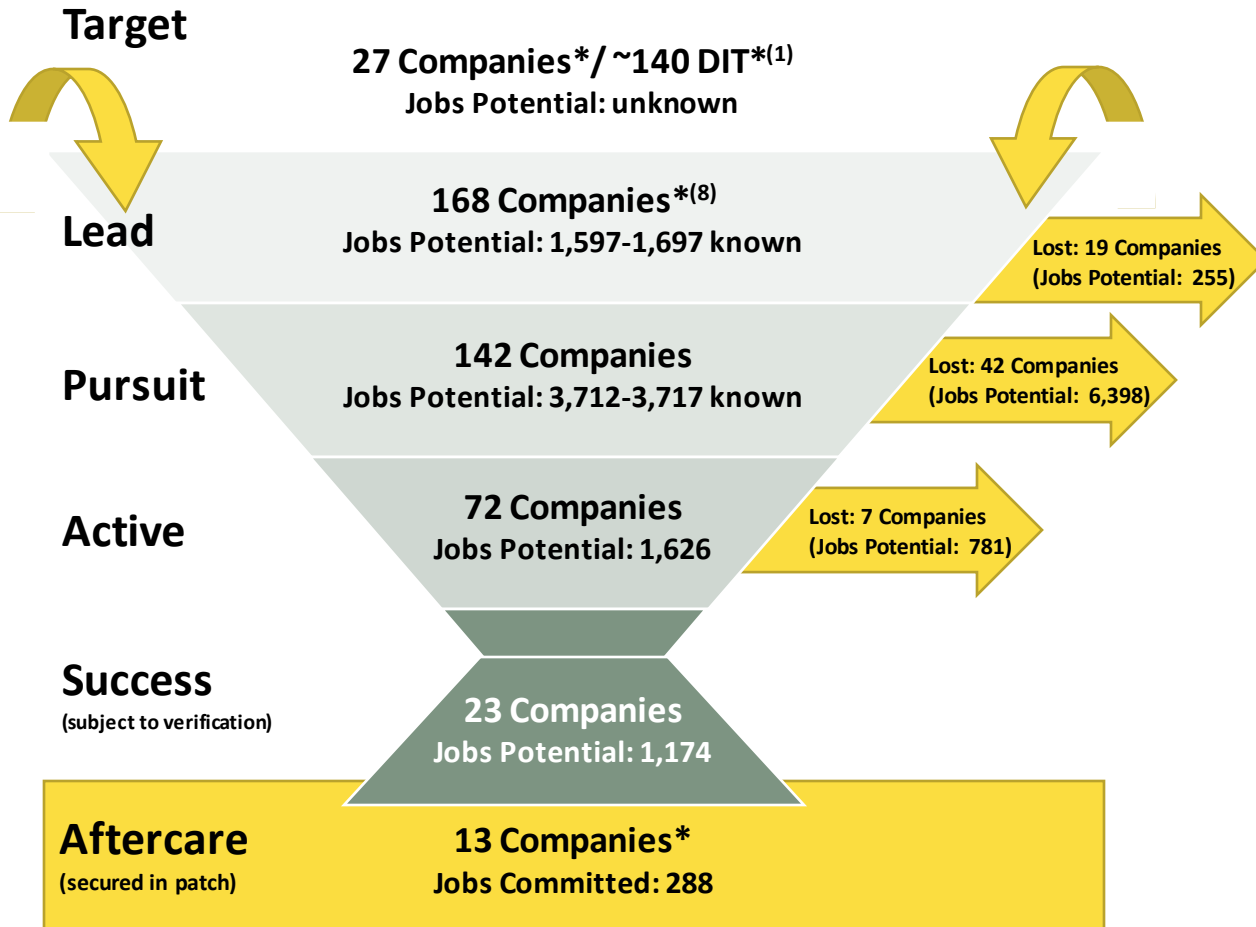 Target
27 Companies*/ ~140 DIT*(1)
Jobs Potential: unknown
Lead
168 Companies*(8)
Jobs Potential: 1,597-1,697 known
Lost: 19 Companies
(Jobs Potential: 255)
Pursuit
142 Companies
Jobs Potential: 3,712-3,717 known
Lost: 42 Companies
(Jobs Potential: 6,398)
Active
72 Companies
Jobs Potential: 1,626
Lost: 7 Companies
(Jobs Potential: 781)
Success
(subject to verification)
23 Companies
Jobs Potential: 1,174
Aftercare
(secured in patch)
13 Companies*
Jobs Committed: 288